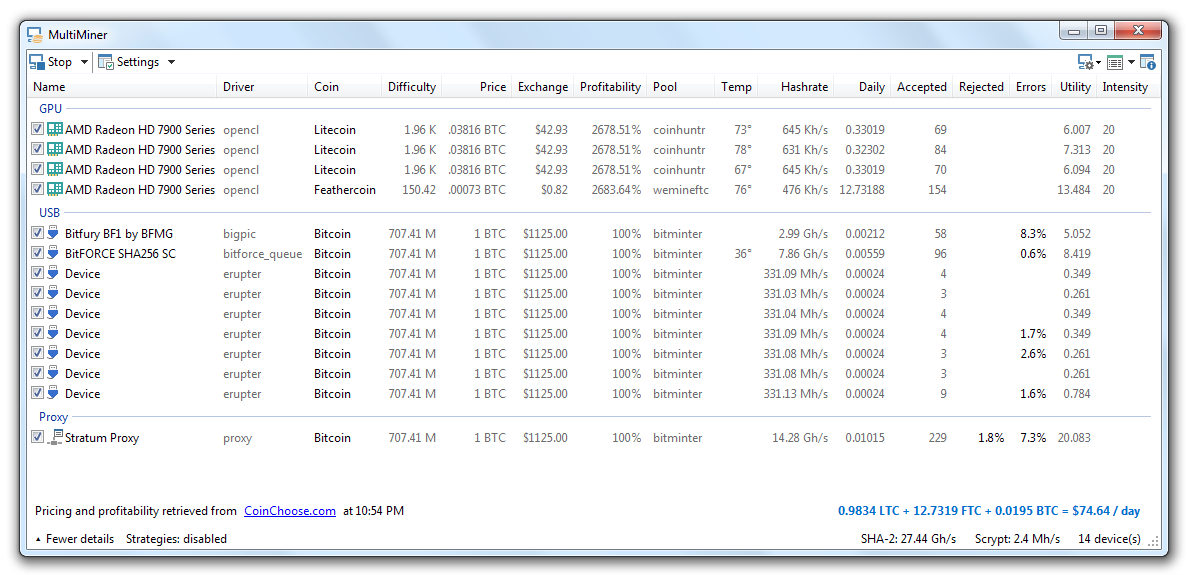 MultiMiner
Stop Settings
Name Driver Coin Difficulty Price Exchange Profitability Pool Temp Hashrate Daily Accepted Rejected Errors Utility Intensity
GPU
AMD Radeon HD 7900 Series opencl Litecoin 1.96 K .03816 BTC $42.93 2678.51% coinhuntr 73° 645 Kh/s 0.33019 69 6.007 20
AMD Radeon HD 7900 Series opencl Litecoin 1.96 K .03816 BTC $42.93 2678.51% coinhuntr 78° 631 Kh/s 0.32302 84 7.313 20
AMD Radeon HD 7900 Series opencl Litecoin 1.96 K .03816 BTC $42.93 2678.51% coinhuntr 67° 645 Kh/s 0.33019 70 6.094 20
AMD Radeon HD 7900 Series opencl Feathercoin 150.42 .00073 BTC $0.82 2683.64% wemineftc 76° 476 Kh/s 12.73188 154 13.484 20
USB
Bitfury BF1 by BFMG bigpic Bitcoin 707.41 M 1 BTC $1125.00 100% bitminter 2.99 Gh/s 0.00212 58 8.3% 5.052
BitFORCE SHA256 SC bitforce_queue Bitcoin 707.41 M 1 BTC $1125.00 100% bitminter 36° 7.86 Gh/s 0.00559 96 0.6% 8.419
Device erupter Bitcoin 707.41 M 1 BTC $1125.00 100% bitminter 331.09 Mh/s 0.00024 4 0.349
Device erupter Bitcoin 707.41 M 1 BTC $1125.00 100% bitminter 331.03 Mh/s 0.00024 3 0.261
Device erupter Bitcoin 707.41 M 1 BTC $1125.00 100% bitminter 331.04 Mh/s 0.00024 4 0.349
Device erupter Bitcoin 707.41 M 1 BTC $1125.00 100% bitminter 331.09 Mh/s 0.00024 4 1.7% 0.349
Device erupter Bitcoin 707.41 M 1 BTC $1125.00 100% bitminter 331.08 Mh/s 0.00024 3 2.6% 0.261
Device erupter Bitcoin 707.41 M 1 BTC $1125.00 100% bitminter 331.08 Mh/s 0.00024 3 0.261
Device erupter Bitcoin 707.41 M 1 BTC $1125.00 100% bitminter 331.13 Mh/s 0.00024 9 1.6% 0.784
Proxy
Stratum Proxy proxy Bitcoin 707.41 M 1 BTC $1125.00 100% bitminter 14.28 Gh/s 0.01015 229 1.8% 7.3% 20.083
Pricing and profitability retrieved from CoinChoose.com at 10:54 PM 0.9834 LTC + 12.7319 FTC + 0.0195 BTC = $74.64 / day
Fewer details Strategies: disabled SHA-2: 27.44 Gh/s Scrypt: 2.4 Mh/s 14 device(s)